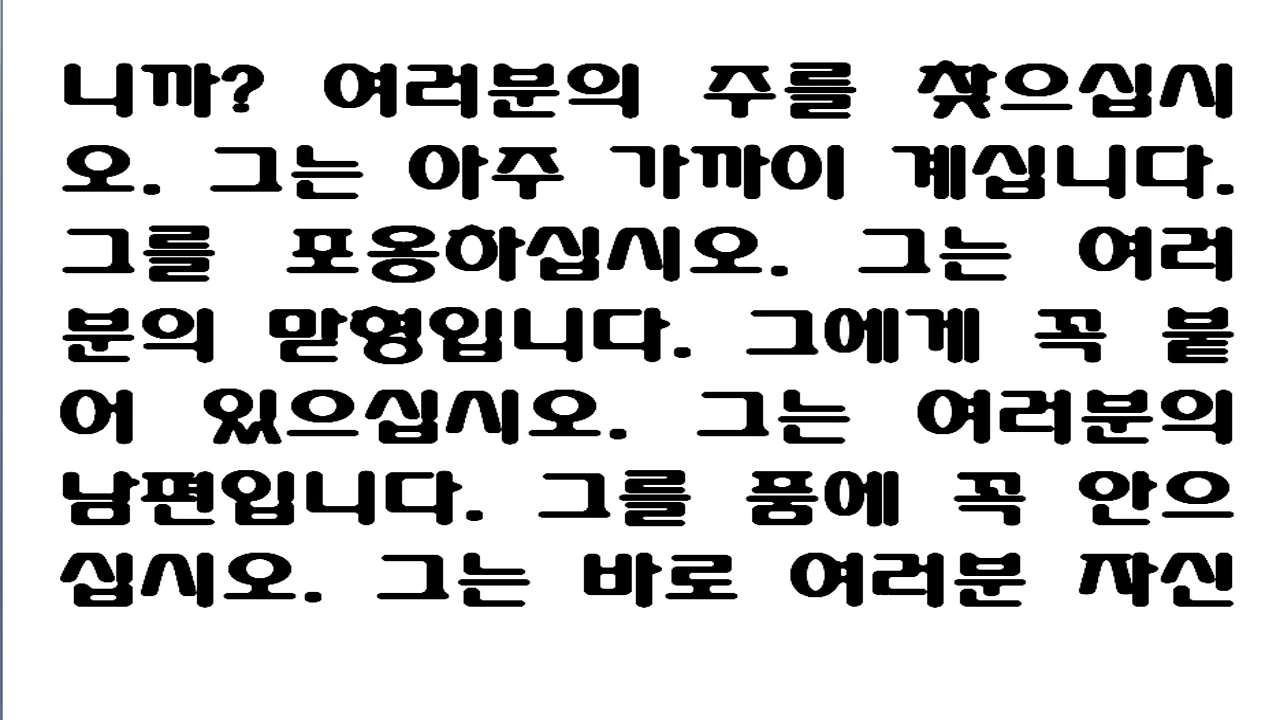 니까? 여러분의 주를 찾으십시
오. 그는 아주 가까이 계십니다.
그를 포옹하십시오. 그는 여러
분의 맏형입니다. 그에게 꼭 붙
어 있으십시오. 그는 여러분의
남편입니다. 그를 품에 꼭 안으
십시오. 그는 바로 여러분 자신